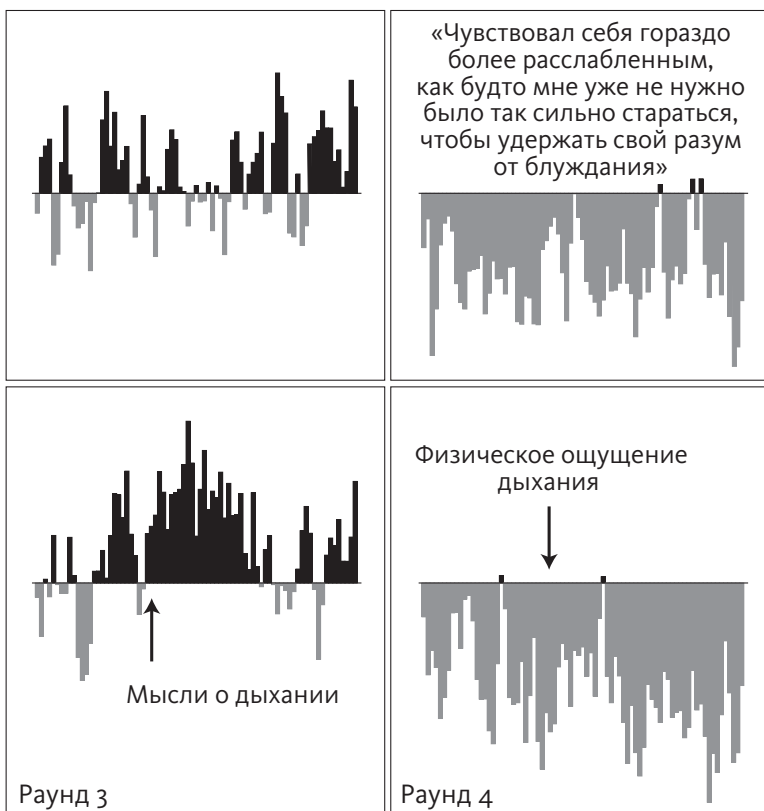 «Чувствовал себя гораздо
более расслабленным,
как будто мне уже не нужно
было так сильно стараться,
чтобы удержать свой разум
от блуждания»
Физическое ощущение
дыхания
Мысли о дыхании
Раунд 3
Раунд 4